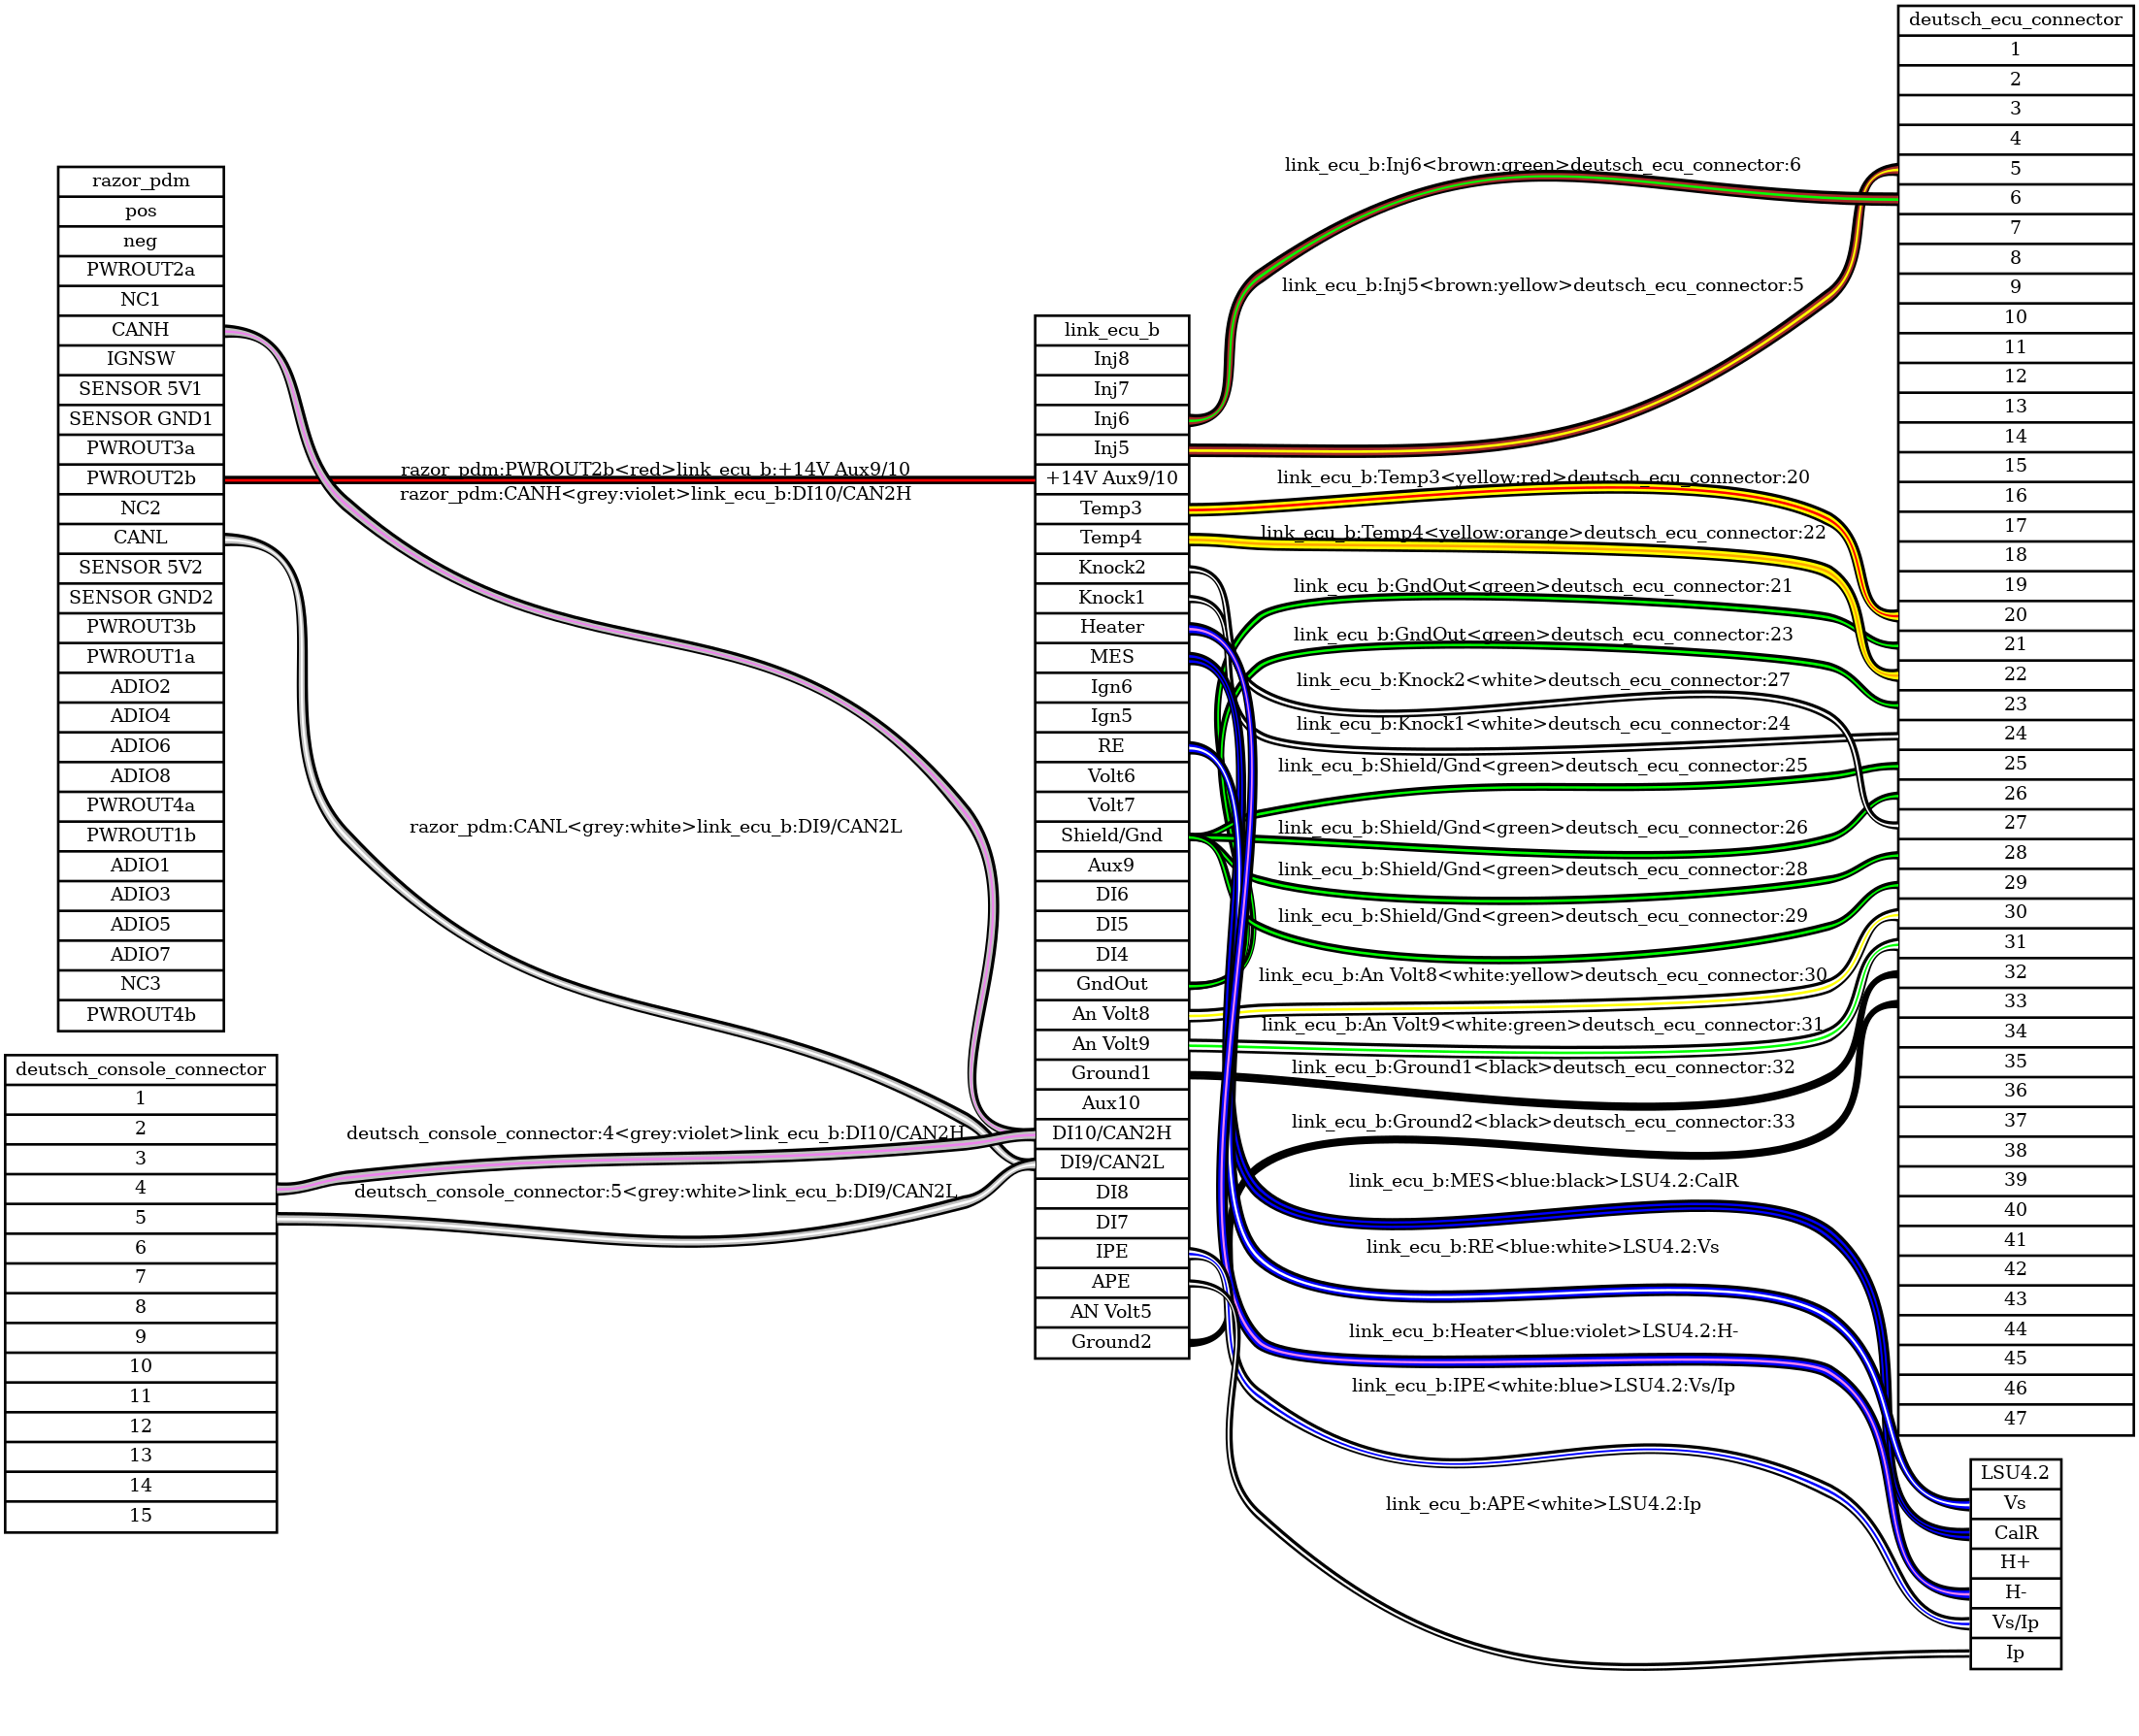 razor_pdm
pos
neg
PWROUT2a
NC1
CANH
IGNSW
SENSOR 5V1
SENSOR GND1
PWROUT3a
PWROUT2b
NC2
CANL
SENSOR 5V2
SENSOR GND2
PWROUT3b
PWROUT1a
ADIO2
ADIO4
ADIO6
ADIO8
PWROUT4a
PWROUT1b
ADIO1
ADIO3
ADIO5
ADIO7
NC3
PWROUT4b
deutsch_console_connector
1
2
3
4
5
6
7
8
9
10
11
12
13
14
15
razor_pdm:PWROUT2b<red>link_ecu_b:+14V Aux9/10
razor_pdm:CANH<grey:violet>link_ecu_b:DI10/CAN2H
razor_pdm:CANL<grey:white>link_ecu_b:DI9/CAN2L
deutsch_console_connector:4<grey:violet>link_ecu_b:DI10/CAN2H
deutsch_console_connector:5<grey:white>link_ecu_b:DI9/CAN2L
link_ecu_b
Inj8
Inj7
Inj6
Inj5
+14V Aux9/10
Temp3
Temp4
Knock2
Knock1
Heater
MES
Ign6
Ign5
RE
Volt6
Volt7
Shield/Gnd
Aux9
DI6
DI5
DI4
GndOut
An Volt8
An Volt9
Ground1
Aux10
DI10/CAN2H
DI9/CAN2L
DI8
DI7
IPE
APE
AN Volt5
Ground2
link_ecu_b:Inj6<brown:green>deutsch_ecu_connector:6
link_ecu_b:Inj5<brown:yellow>deutsch_ecu_connector:5
link_ecu_b:Temp3<yellow:red>deutsch_ecu_connector:20
link_ecu_b:Temp4<yellow:orange>deutsch_ecu_connector:22
link_ecu_b:GndOut<green>deutsch_ecu_connector:21
link_ecu_b:GndOut<green>deutsch_ecu_connector:23
link_ecu_b:Knock2<white>deutsch_ecu_connector:27
link_ecu_b:Knock1<white>deutsch_ecu_connector:24
link_ecu_b:Shield/Gnd<green>deutsch_ecu_connector:25
link_ecu_b:Shield/Gnd<green>deutsch_ecu_connector:26
link_ecu_b:Shield/Gnd<green>deutsch_ecu_connector:28
link_ecu_b:Shield/Gnd<green>deutsch_ecu_connector:29
link_ecu_b:An Volt8<white:yellow>deutsch_ecu_connector:30
link_ecu_b:An Volt9<white:green>deutsch_ecu_connector:31
link_ecu_b:Ground1<black>deutsch_ecu_connector:32
link_ecu_b:Ground2<black>deutsch_ecu_connector:33
link_ecu_b:MES<blue:black>LSU4.2:CalR
link_ecu_b:RE<blue:white>LSU4.2:Vs
link_ecu_b:Heater<blue:violet>LSU4.2:H-
link_ecu_b:IPE<white:blue>LSU4.2:Vs/Ip
link_ecu_b:APE<white>LSU4.2:Ip
deutsch_ecu_connector
1
2
3
4
5
6
7
8
9
10
11
12
13
14
15
16
17
18
19
20
21
22
23
24
25
26
27
28
29
30
31
32
33
34
35
36
37
38
39
40
41
42
43
44
45
46
47
LSU4.2
Vs
CalR
H+
H-
Vs/Ip
Ip